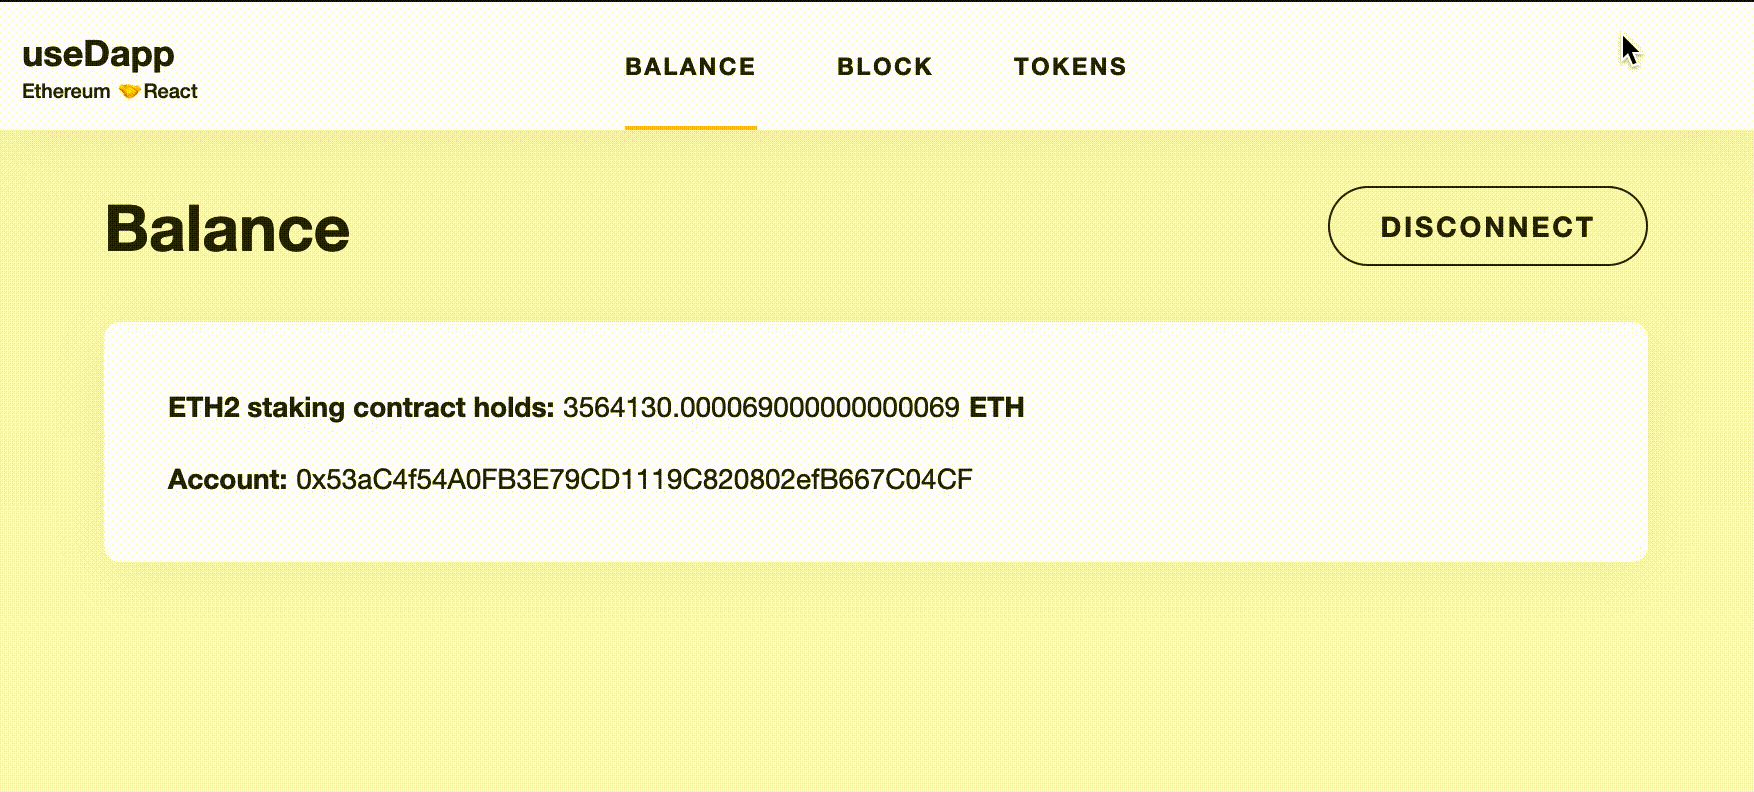 useDapp
Ethereum 🤝React
BALANCE BLOCK TOKENS
Balance
DISCONNECT
ETH2 staking contract holds: 3564130.000069000000000069 ETH
Account: 0x53aC4f54A0FB3E79CD1119C820802efB667C04CF